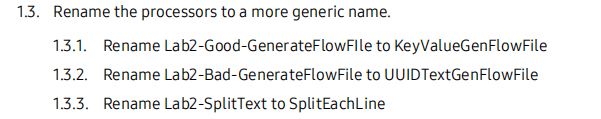 1.3. Rename the processors to a more generic name.
1.3.1. Rename Lab2-Good-GenerateFlowFIle to KeyValueGenFlowFile
1.3.2. Rename Lab2-Bad-GenerateFlowFile to UUIDTextGenFlowFile
1.3.3. Rename Lab2-SplitText to SplitEachLine